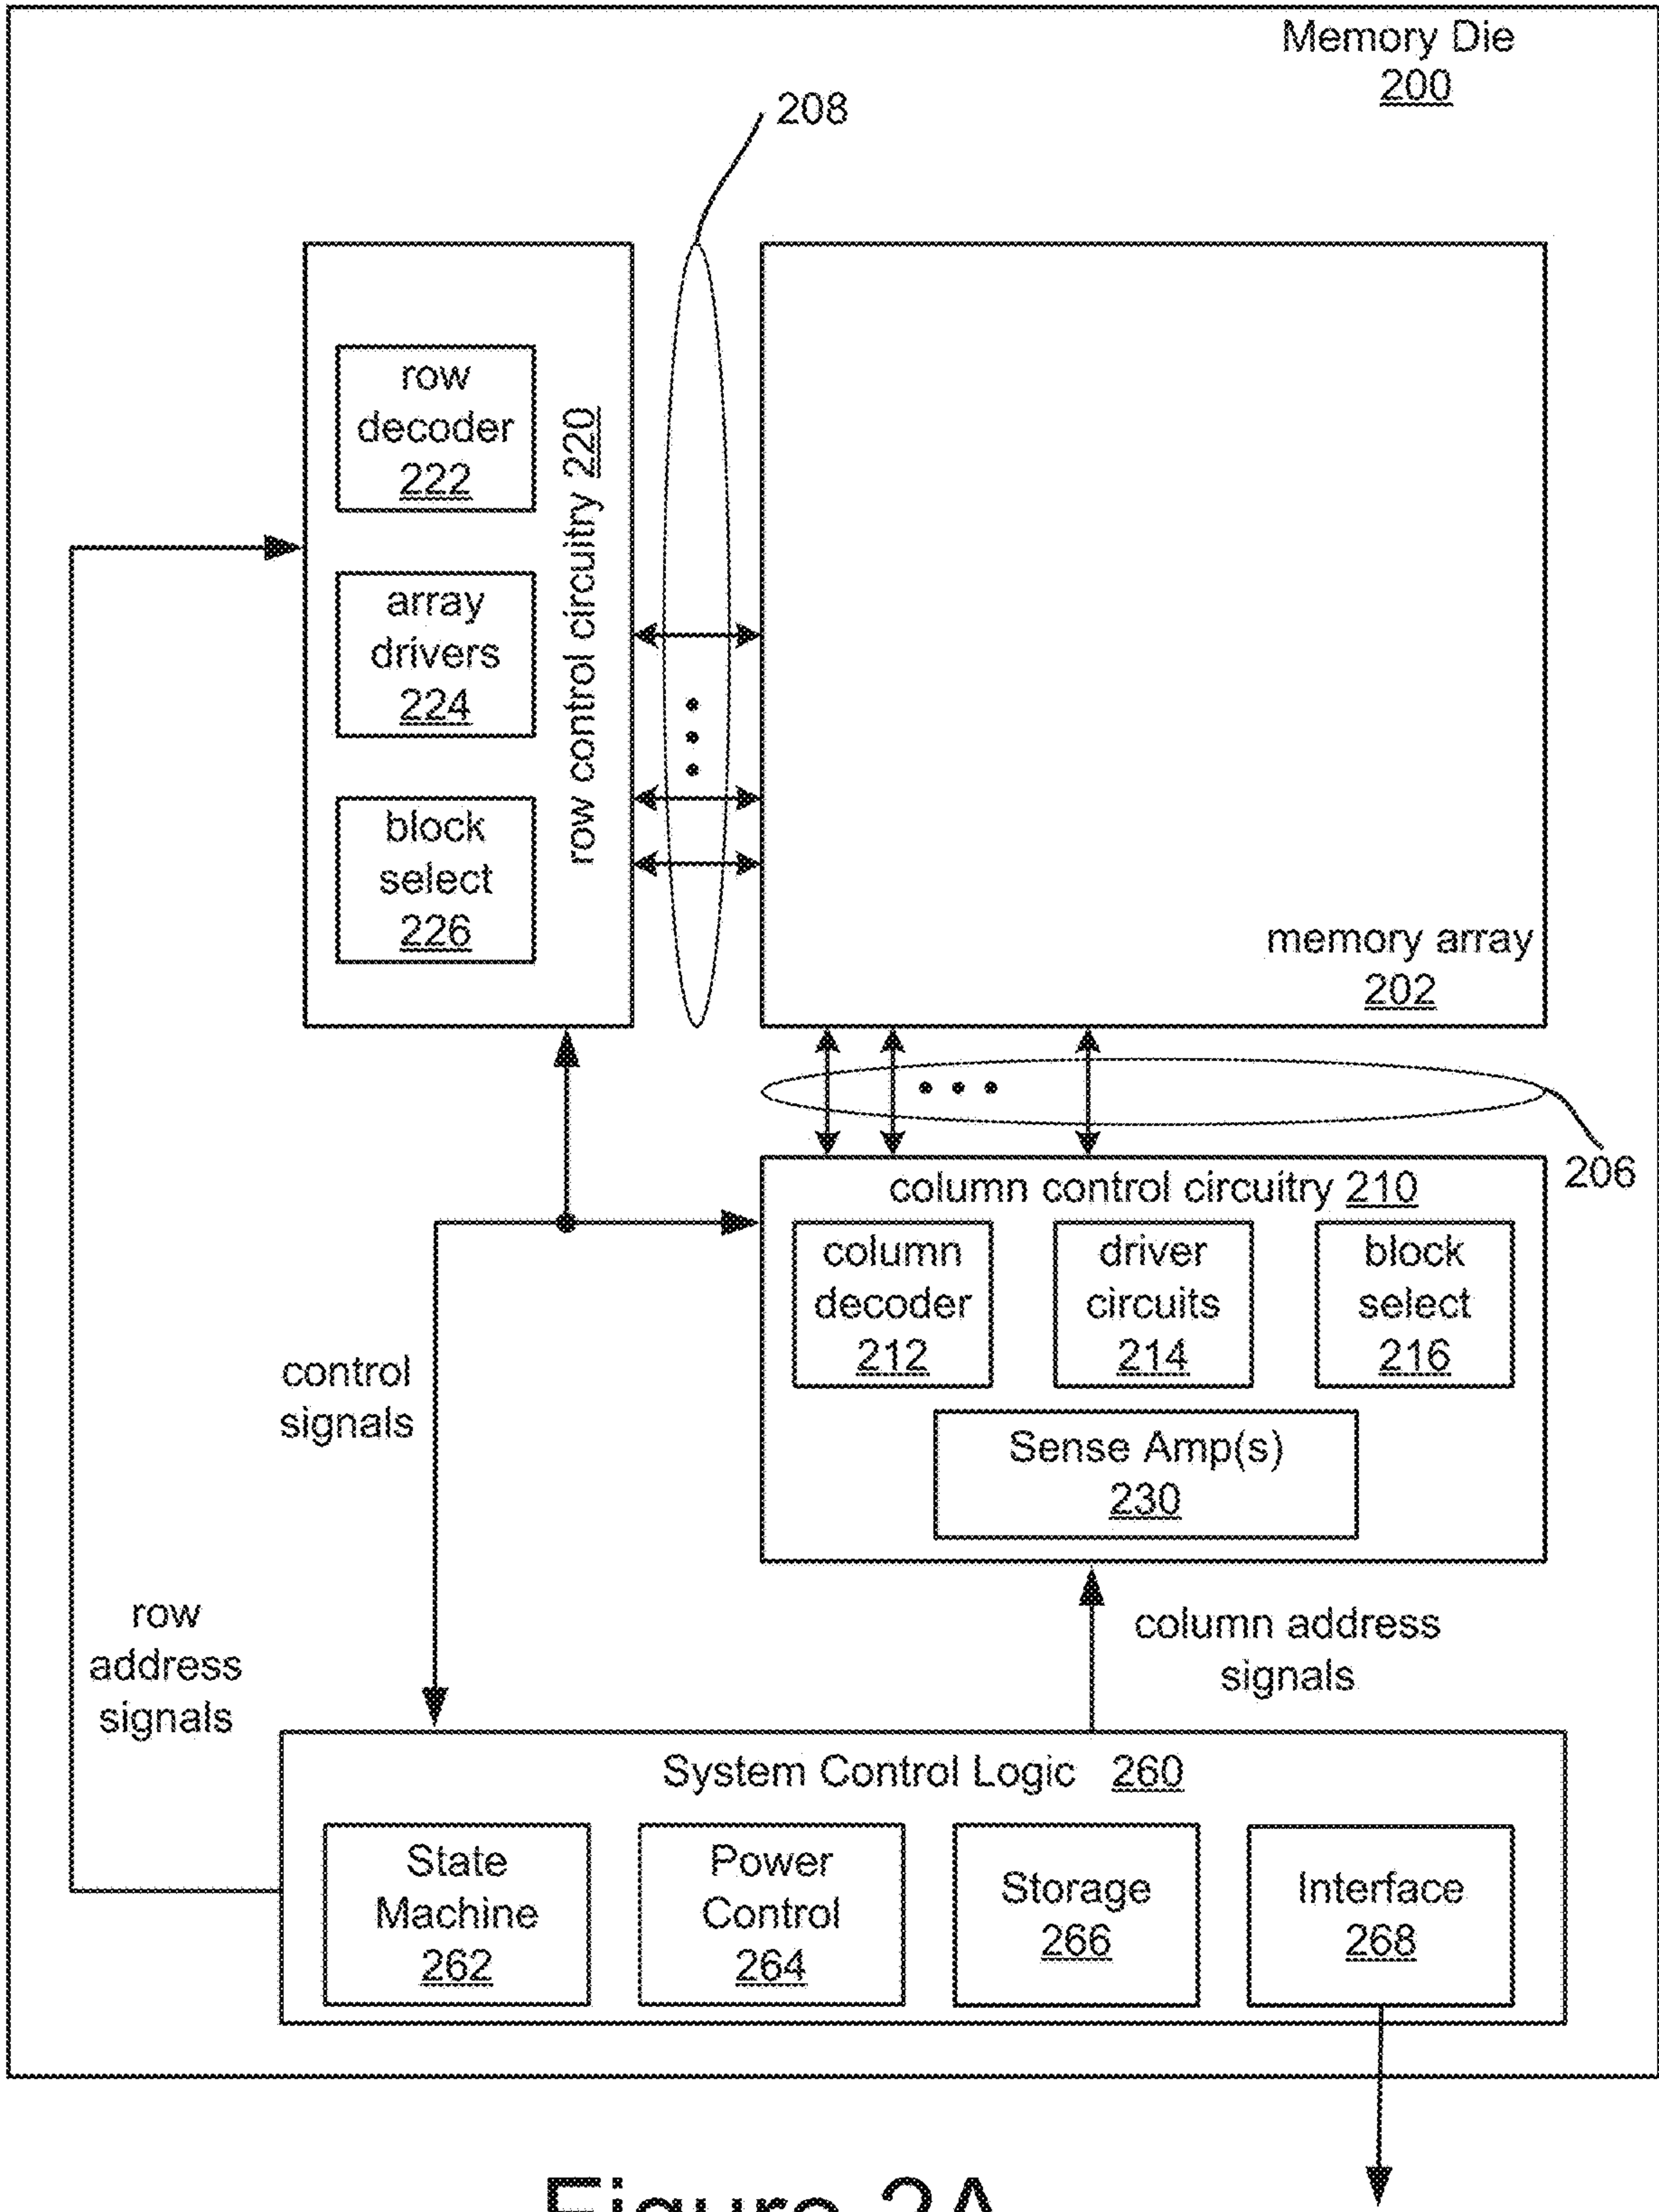 Memory Die
200
208
row
decoder
222
array
drivers
224
block
select
226
row control circuitry 220
memory array
202
206
column control circuitry 210
column
decoder
212
driver
circuits
214
block
select
216
Sense Amp(s)
230
control
signals
row
address
signals
column address
signals
System Control Logic 260
State
Machine
262
Power
Control
264
Storage
266
Interface
268
Figure 2A